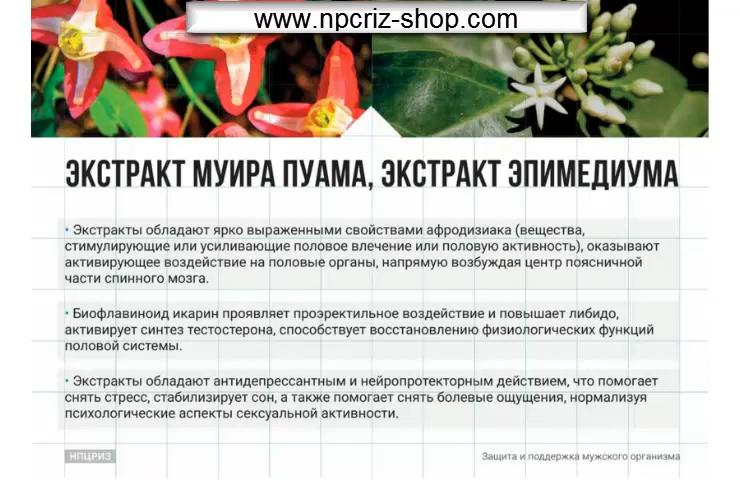 www.npcriz-shop.com
ЭКСТРАКТ МУИРА ПУАМА, ЭКСТРАКТ ЭПИМЕДИУМА
• Экстракты обладают ярко выраженными свойствами афродизиака (вещества,
стимулирующие или усиливающие половое влечение или половую активность), оказывают
активирующее воздействие на половые органы, напрямую возбуждая центр поясничной
части спинного мозга.
• Биофлавиноид икарин проявляет проэректильное воздействие и повышает либидо,
активирует синтез тестостерона, способствует восстановлению физиологических функций
половой системы.
• Экстракты обладают антидепрессантным и нейропротекторным действием, что помогает
снять стресс, стабилизирует сон, а также помогает снять болевые ощущения, нормализуя
психологические аспекты сексуальной активности.
НПЦРИЗ
Защита и поддержка мужского организма